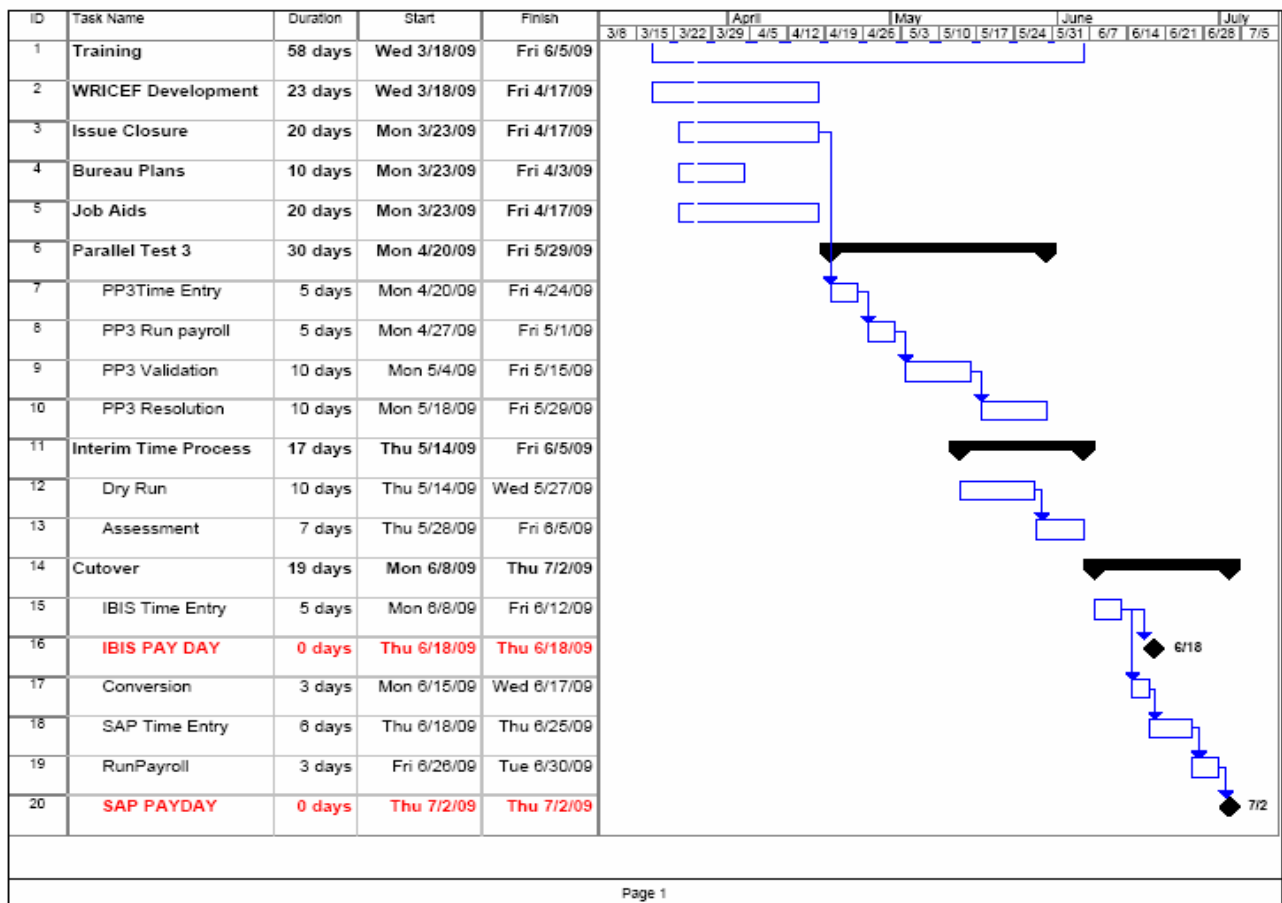 ID Task Name Duration Start Finish April May June July
3/8 3/15 3/22 3/29 4/5 4/12 4/19 4/26 5/3 5/10 5/17 5/24 5/31 6/7 6/14 6/21 6/28 7/5
1 Training 58 days Wed 3/18/09 Fri 6/5/09
2 WRICEF Development 23 days Wed 3/18/09 Fri 4/17/09
3 Issue Closure 20 days Mon 3/23/09 Fri 4/17/09
4 Bureau Plans 10 days Mon 3/23/09 Fri 4/3/09
5 Job Aids 20 days Mon 3/23/09 Fri 4/17/09
6 Parallel Test 3 30 days Mon 4/20/09 Fri 5/29/09
7 PP3Time Entry 5 days Mon 4/20/09 Fri 4/24/09
8 PP3 Run payroll 5 days Mon 4/27/09 Fri 5/1/09
9 PP3 Validation 10 days Mon 5/4/09 Fri 5/15/09
10 PP3 Resolution 10 days Mon 5/18/09 Fri 5/29/09
11 Interim Time Process 17 days Thu 5/14/09 Fri 6/5/09
12 Dry Run 10 days Thu 5/14/09 Wed 5/27/09
13 Assessment 7 days Thu 5/28/09 Fri 6/5/09
14 Cutover 19 days Mon 6/8/09 Thu 7/2/09
15 IBIS Time Entry 5 days Mon 6/8/09 Fri 6/12/09
16 IBIS PAY DAY 0 days Thu 6/18/09 Thu 6/18/09 6/18
17 Conversion 3 days Mon 6/15/09 Wed 6/17/09
18 SAP Time Entry 6 days Thu 6/18/09 Thu 6/25/09
19 RunPayroll 3 days Fri 6/26/09 Tue 6/30/09
20 SAP PAYDAY 0 days Thu 7/2/09 Thu 7/2/09 7/2
Page 1